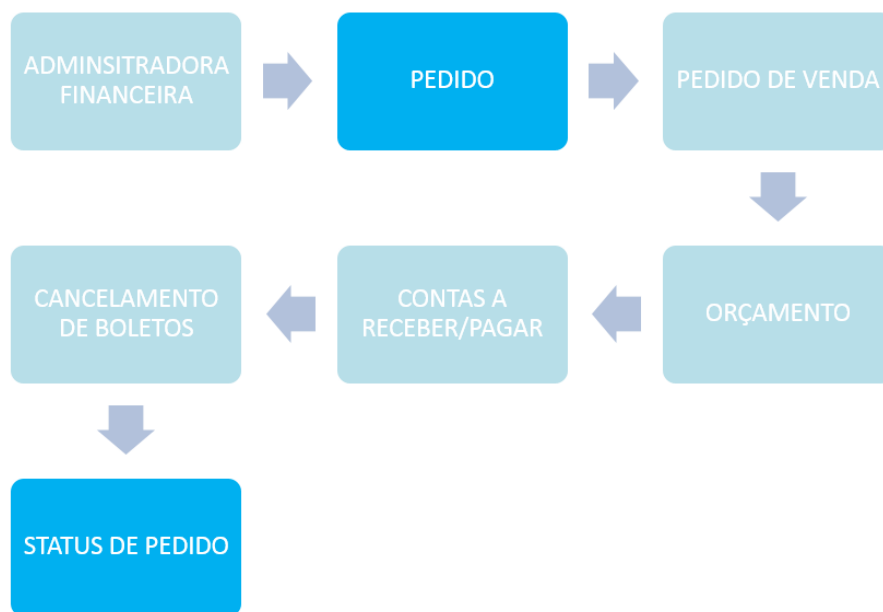 ADMINSITRADORA
FINANCEIRA
PEDIDO
PEDIDO DE VENDA
ORÇAMENTO
CONTAS A
RECEBER/PAGAR
CANCELAMENTO
DE BOLETOS
STATUS DE PEDIDO